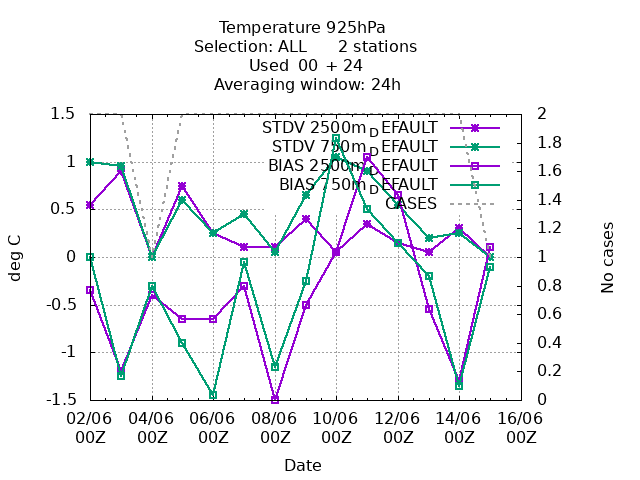 Temperature 925hPa
Selection: ALL 2 stations
Used 00 + 24
Averaging window: 24h
STDV 2500m_DEFAULT
STDV 750m_DEFAULT
BIAS 2500m_DEFAULT
BIAS 750m_DEFAULT
CASES
1.5
1
0.5
0
-0.5
-1
-1.5
deg C
2
1.8
1.6
1.4
1.2
1
0.8
0.6
0.4
0.2
0
No cases
02/06 04/06 06/06 08/06 10/06 12/06 14/06 16/06
00Z 00Z 00Z 00Z 00Z 00Z 00Z 00Z
Date